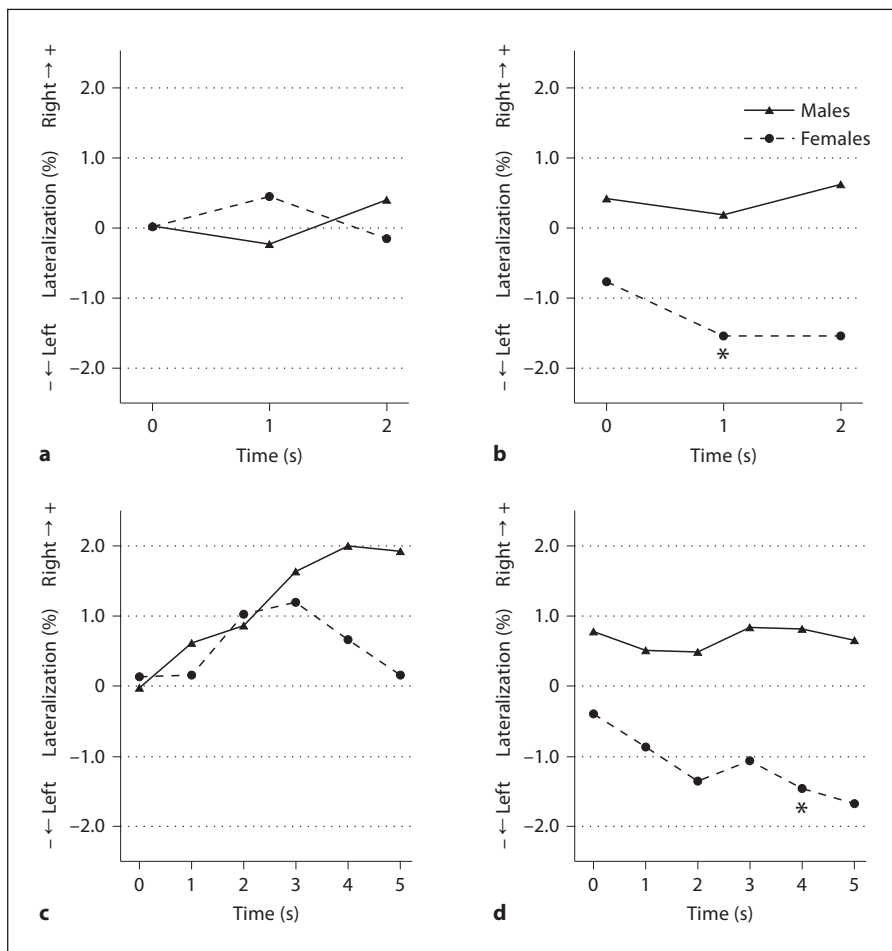 – ← Left Lateralization (%) Right → +
2.0
1.0
0
–1.0
–2.0
0 1 2
Time (s)
a
– ← Left Lateralization (%) Right → +
2.0
1.0
0
–1.0
–2.0
Males
Females
*
0 1 2
Time (s)
b
– ← Left Lateralization (%) Right → +
2.0
1.0
0
–1.0
–2.0
0 1 2 3 4 5
Time (s)
c
– ← Left Lateralization (%) Right → +
2.0
1.0
0
–1.0
–2.0
*
0 1 2 3 4 5
Time (s)
d